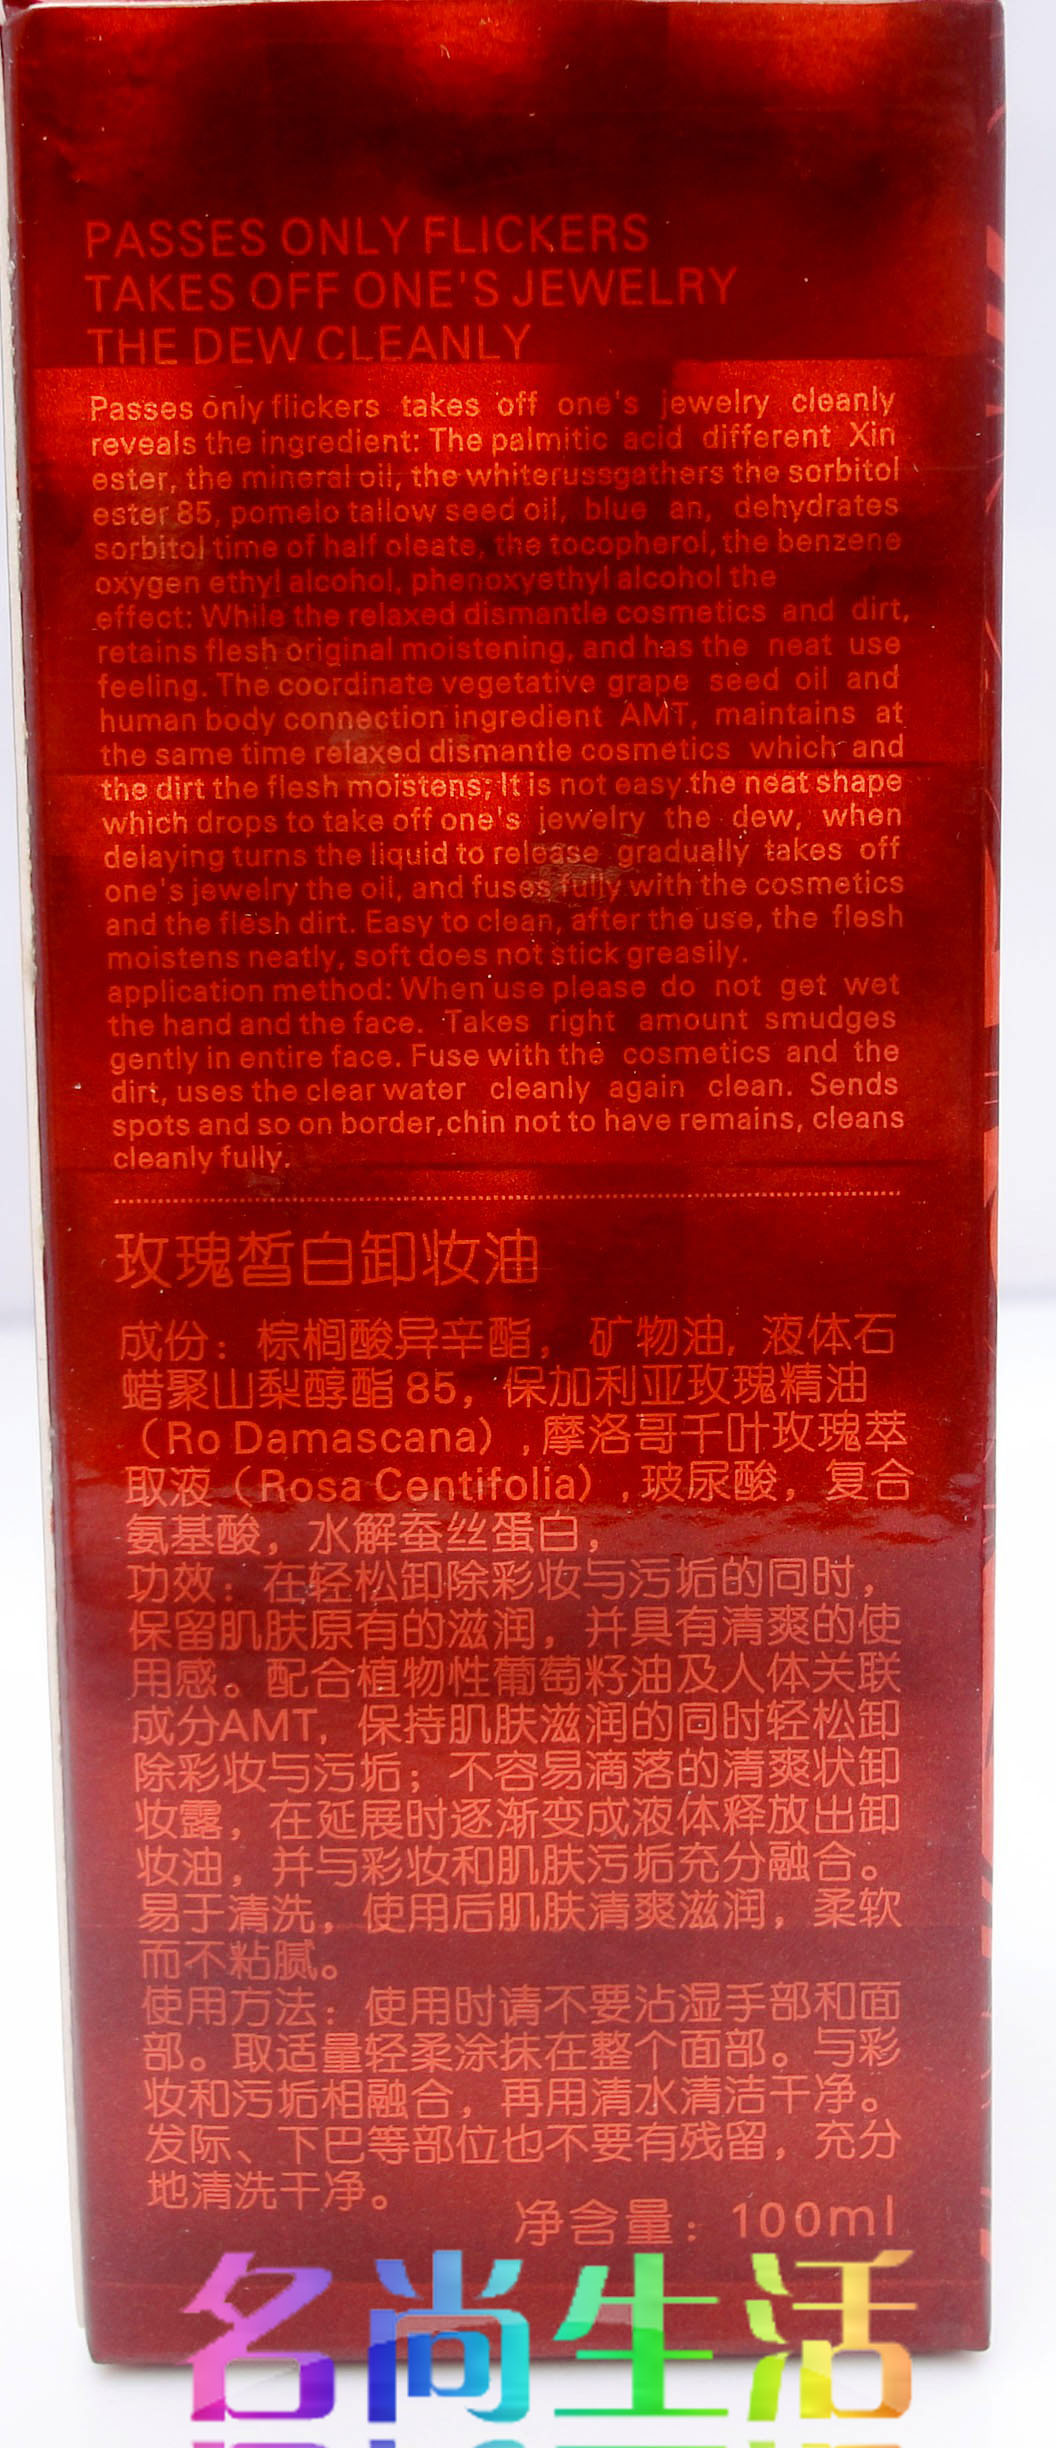 PASSES ONLY FLICKERS
TAKES OFF ONE'S JEWELRY
THE DEW CLEANLY
Passes only flickers takes off one's jewelry cleanly
reveals the ingredient: The palmitic acid different Xin
ester, the mineral oil, the whiterussgathers the sorbitol
ester 85, pomelo tallow seed oil, blue an, dehydrates
sorbitol time of half oleate, the tocopherol, the benzene
oxygen ethyl alcohol, phenoxyethyl alcohol the
effect: While the relaxed dismantle cosmetics and dirt,
retains flesh original moistening, and has the neat use
feeling. The coordinate vegetative grape seed oil and
human body connection ingredient AMT, maintains at
the same time relaxed dismantle cosmetics which and
the dirt the flesh moistens; It is not easy the neat shape
which drops to take off one's jewelry the dew, when
delaying turns the liquid to release gradually takes off
one's jewelry the oil, and fuses fully with the cosmetics
and the flesh dirt. Easy to clean, after the use, the flesh
moistens neatly, soft does not stick greasily.
application method: When use please do not get wet
the hand and the face. Takes right amount smudges
gently in entire face. Fuse with the cosmetics and the
dirt, uses the clear water cleanly again clean. Sends
spots and so on border,chin not to have remains, cleans
cleanly fully.
玫瑰皙白卸妆油
成份：棕榈酸异辛酯，矿物油，液体石
蜡聚山梨醇酯 85，保加利亚玫瑰精油
（Ro Damascana）,摩洛哥千叶玫瑰萃
取液（Rosa Centifolia）,玻尿酸，复合
氨基酸，水解蚕丝蛋白，
功效：在轻松卸除彩妆与污垢的同时，
保留肌肤原有的滋润，并具有清爽的使
用感。配合植物性葡萄籽油及人体关联
成分AMT，保持肌肤滋润的同时轻松卸
除彩妆与污垢；不容易滴落的清爽状卸
妆露，在延展时逐渐变成液体释放出卸
妆油，并与彩妆和肌肤污垢充分融合。
易于清洗，使用后肌肤清爽滋润，柔软
而不粘腻。
使用方法：使用时请不要沾湿手部和面
部。取适量轻柔涂抹在整个面部。与彩
妆和污垢相融合，再用清水清洁干净。
发际、下巴等部位也不要有残留，充分
地清洗干净。
净含量：100ml
名尚生活